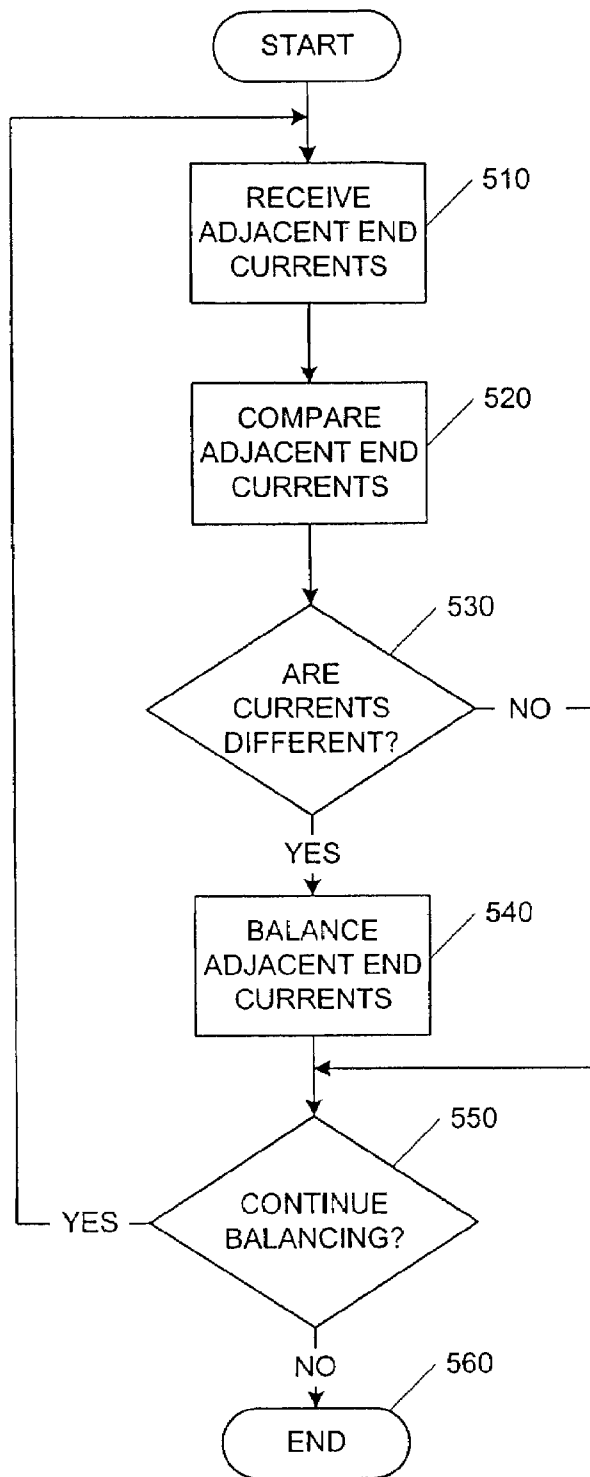 START
RECEIVE
ADJACENT END
CURRENTS
510
COMPARE
ADJACENT END
CURRENTS
520
ARE
CURRENTS
DIFFERENT?
530
NO
YES
BALANCE
ADJACENT END
CURRENTS
540
CONTINUE
BALANCING?
550
YES
NO
END
560